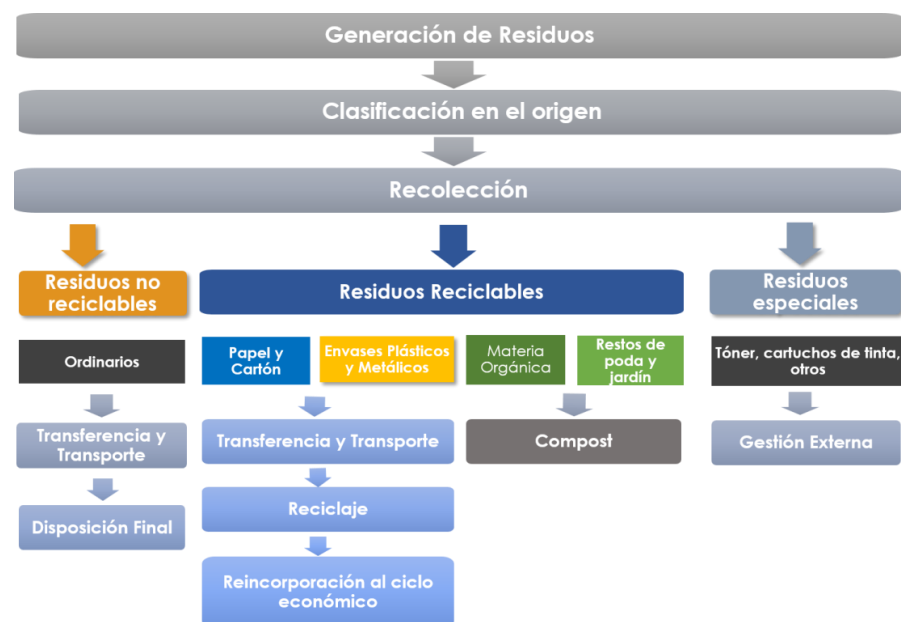 Generación de Residuos
Clasificación en el origen
Recolección
Residuos no
reciclables
Residuos Reciclables
Residuos
especiales
Ordinarios
Papel y
Cartón
Envases Plásticos
y Metálicos
Materia
Orgánica
Restos de
poda y
jardín
Tóner, cartuchos de tinta,
otros
Transferencia y
Transporte
Transferencia y Transporte
Compost
Gestión Externa
Disposición Final
Reciclaje
Reincorporación al ciclo
económico